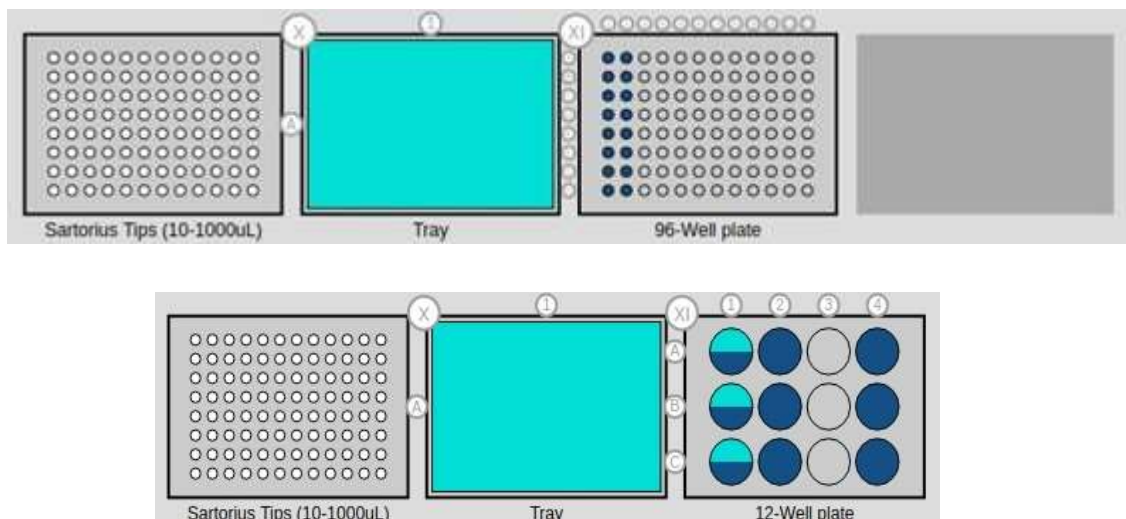 X 1 XI
A
Sartorius Tips (10-1000uL) Tray 96-Well plate
X 1 XI 1 2 3 4
A
A B
C
Sartorius Tips (10-1000uL) Tray 12-Well plate